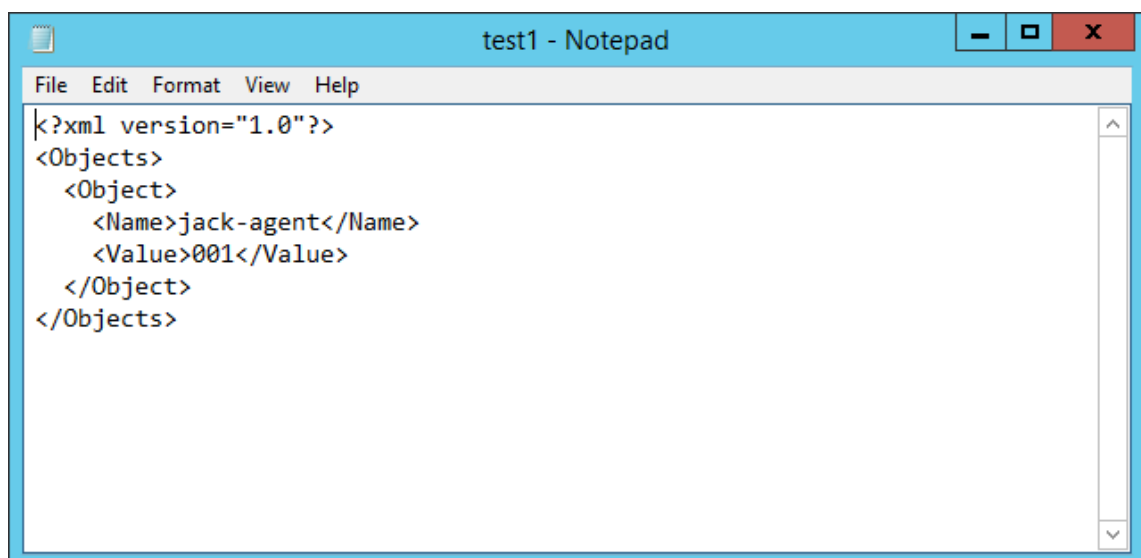 test1 - Notepad
File Edit Format View Help
<?xml version="1.0"?>
<Objects>
  <Object>
    <Name>jack-agent</Name>
    <Value>001</Value>
  </Object>
</Objects>